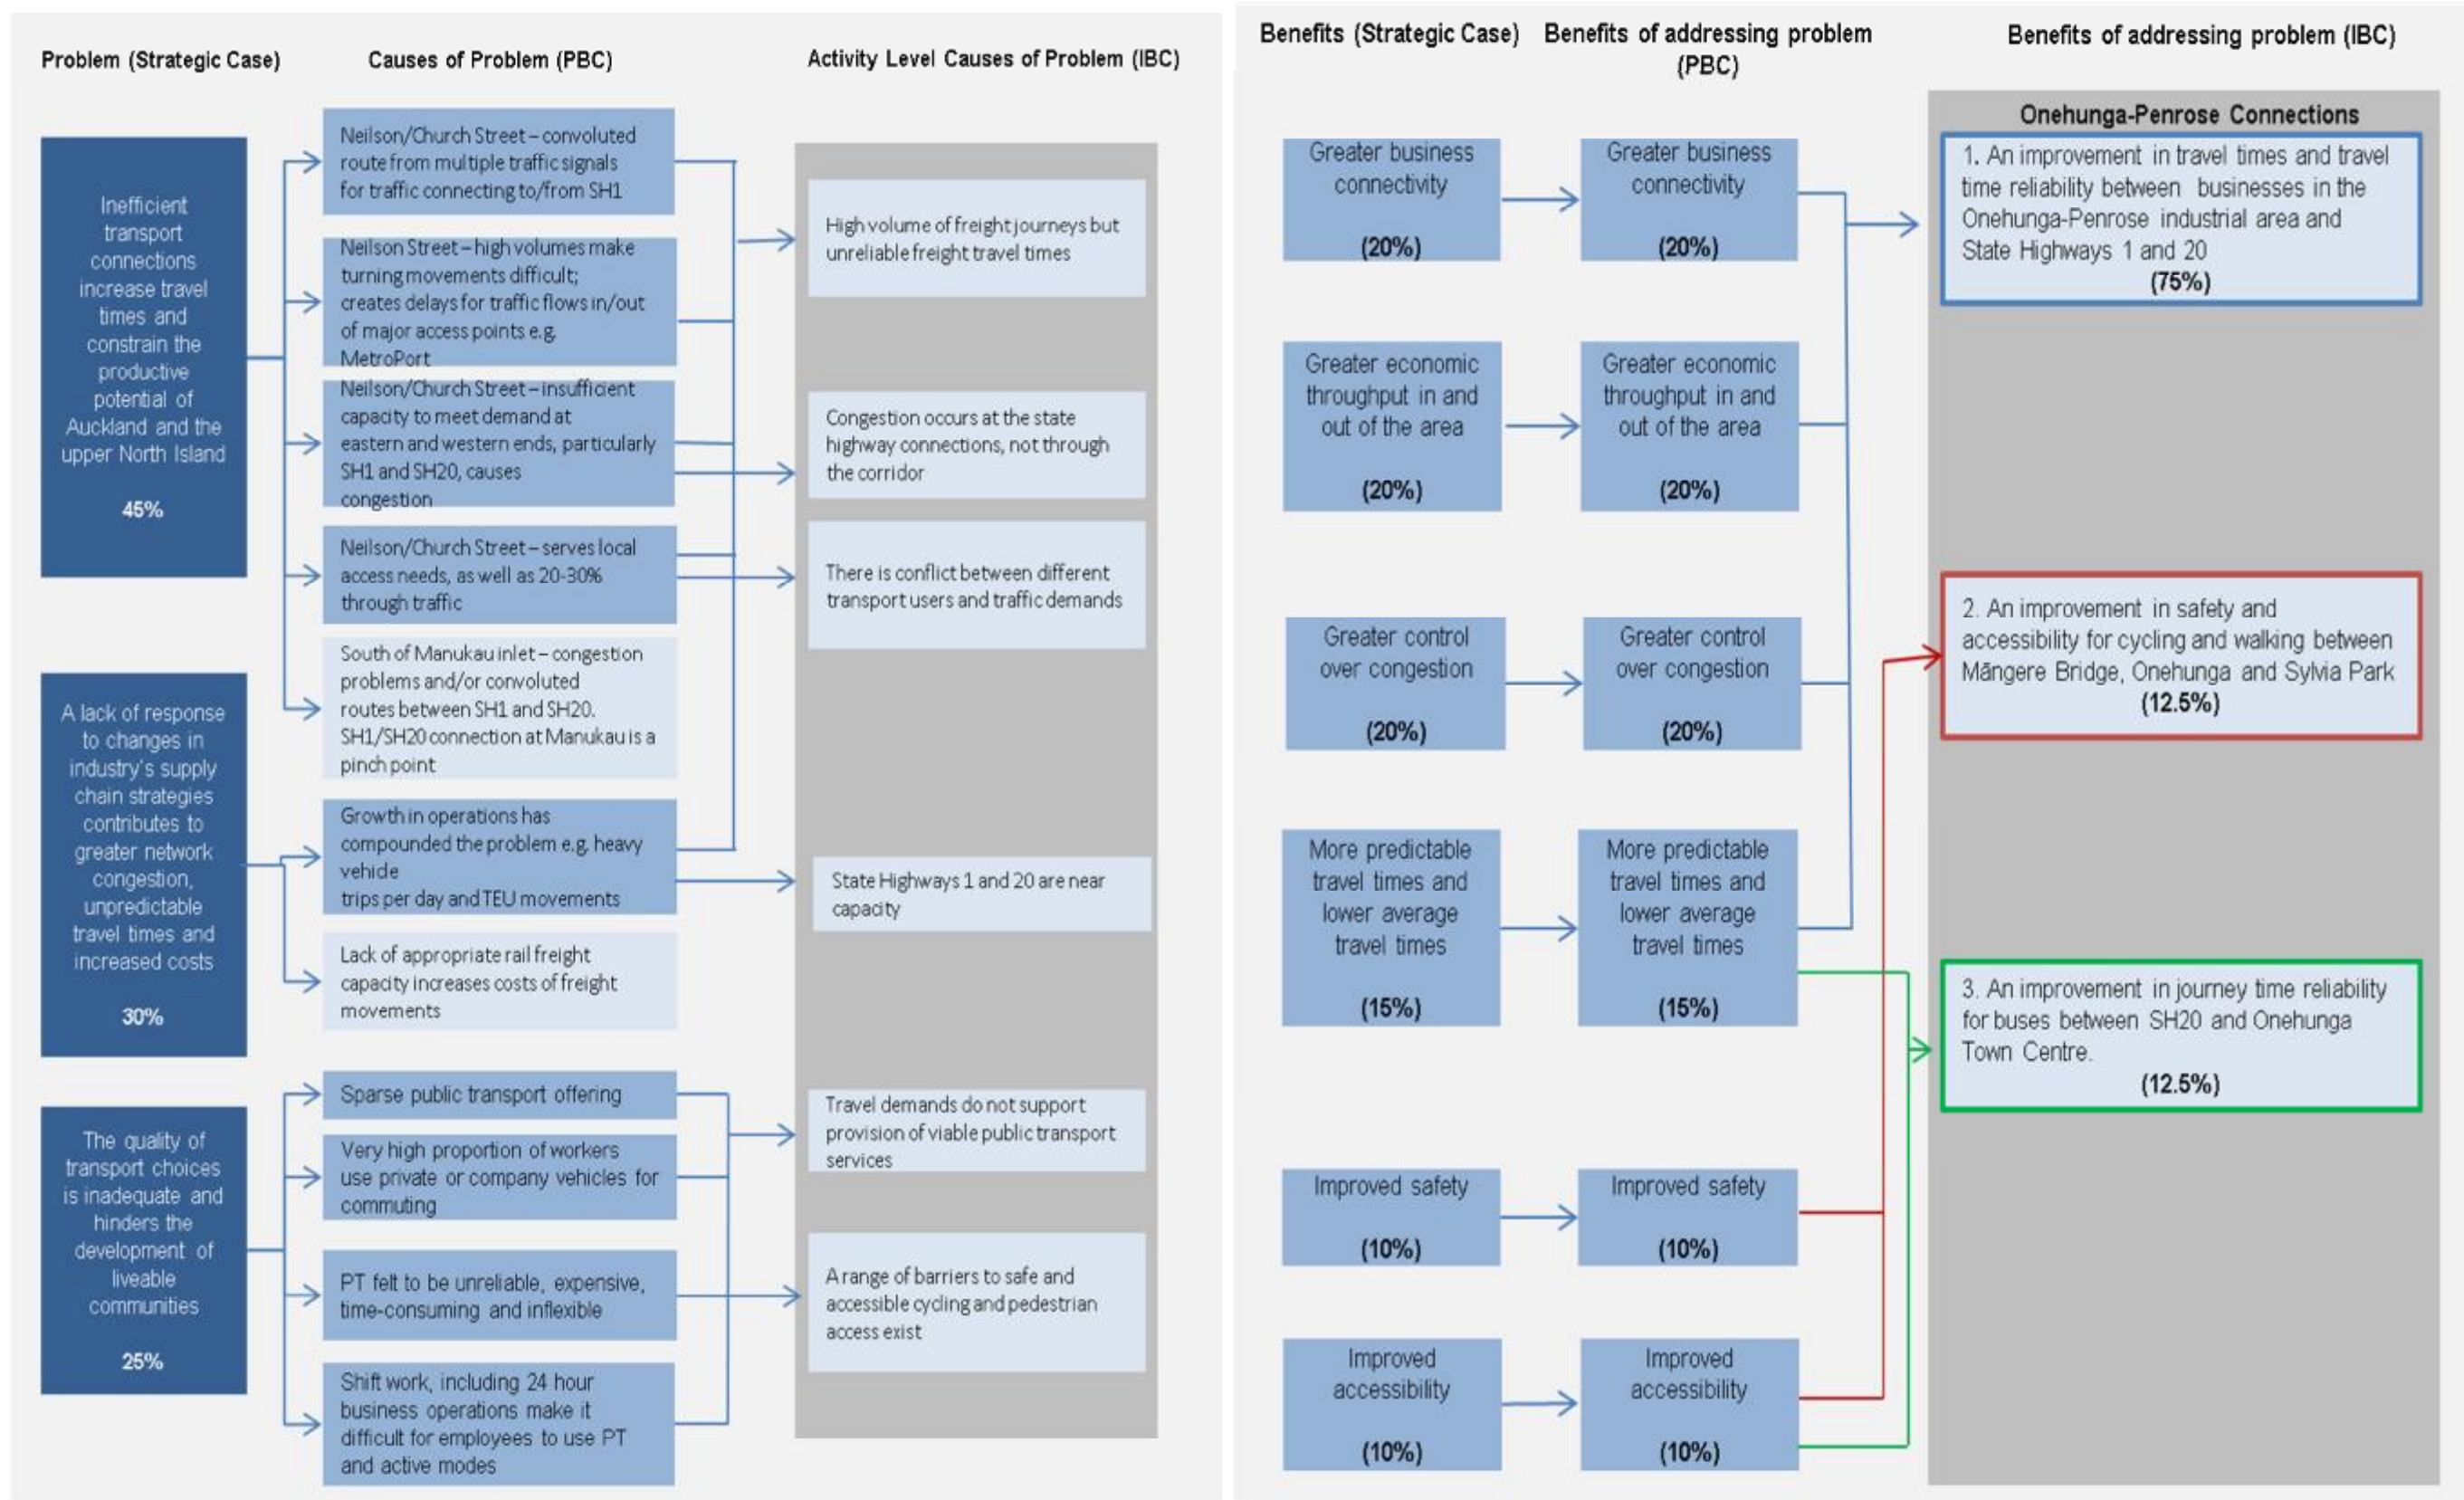 Problem (Strategic Case)
Causes of Problem (PBC)
Activity Level Causes of Problem (IBC)
Inefficient
transport
connections
increase travel
times and
constrain the
productive
potential of
Auckland and the
upper North Island
45%
A lack of response
to changes in
industry's supply
chain strategies
contributes to
greater network
congestion,
unpredictable
travel times and
increased costs
30%
The quality of
transport choices
is inadequate and
hinders the
development of
liveable
communities
25%
Neilson/Church Street – convoluted
route from multiple traffic signals
for traffic connecting to/from SH1
Neilson Street – high volumes make
turning movements difficult;
creates delays for traffic flows in/out
of major access points e.g.
MetroPort
Neilson/Church Street – insufficient
capacity to meet demand at
eastern and western ends, particularly
SH1 and SH20, causes
congestion
Neilson/Church Street – serves local
access needs, as well as 20-30%
through traffic
South of Manukau inlet – congestion
problems and/or convoluted
routes between SH1 and SH20.
SH1/SH20 connection at Manukau is a
pinch point
Growth in operations has
compounded the problem e.g. heavy
vehicle
trips per day and TEU movements
Lack of appropriate rail freight
capacity increases costs of freight
movements
Sparse public transport offering
Very high proportion of workers
use private or company vehicles for
commuting
PT felt to be unreliable, expensive,
time-consuming and inflexible
Shift work, including 24 hour
business operations make it
difficult for employees to use PT
and active modes
High volume of freight journeys but
unreliable freight travel times
Congestion occurs at the state
highway connections, not through
the corridor
There is conflict between different
transport users and traffic demands
State Highways 1 and 20 are near
capacity
Travel demands do not support
provision of viable public transport
services
A range of barriers to safe and
accessible cycling and pedestrian
access exist
Benefits (Strategic Case)
Benefits of addressing problem
(PBC)
Benefits of addressing problem (IBC)
Greater business
connectivity
(20%)
Greater economic
throughput in and
out of the area
(20%)
Greater control
over congestion
(20%)
More predictable
travel times and
lower average
travel times
(15%)
Improved safety
(10%)
Improved
accessibility
(10%)
Greater business
connectivity
(20%)
Greater economic
throughput in and
out of the area
(20%)
Greater control
over congestion
(20%)
More predictable
travel times and
lower average
travel times
(15%)
Improved safety
(10%)
Improved
accessibility
(10%)
Onehunga-Penrose Connections
1. An improvement in travel times and travel
time reliability between businesses in the
Onehunga-Penrose industrial area and
State Highways 1 and 20
(75%)
2. An improvement in safety and
accessibility for cycling and walking between
Māngere Bridge, Onehunga and Sylvia Park
(12.5%)
3. An improvement in journey time reliability
for buses between SH20 and Onehunga
Town Centre.
(12.5%)